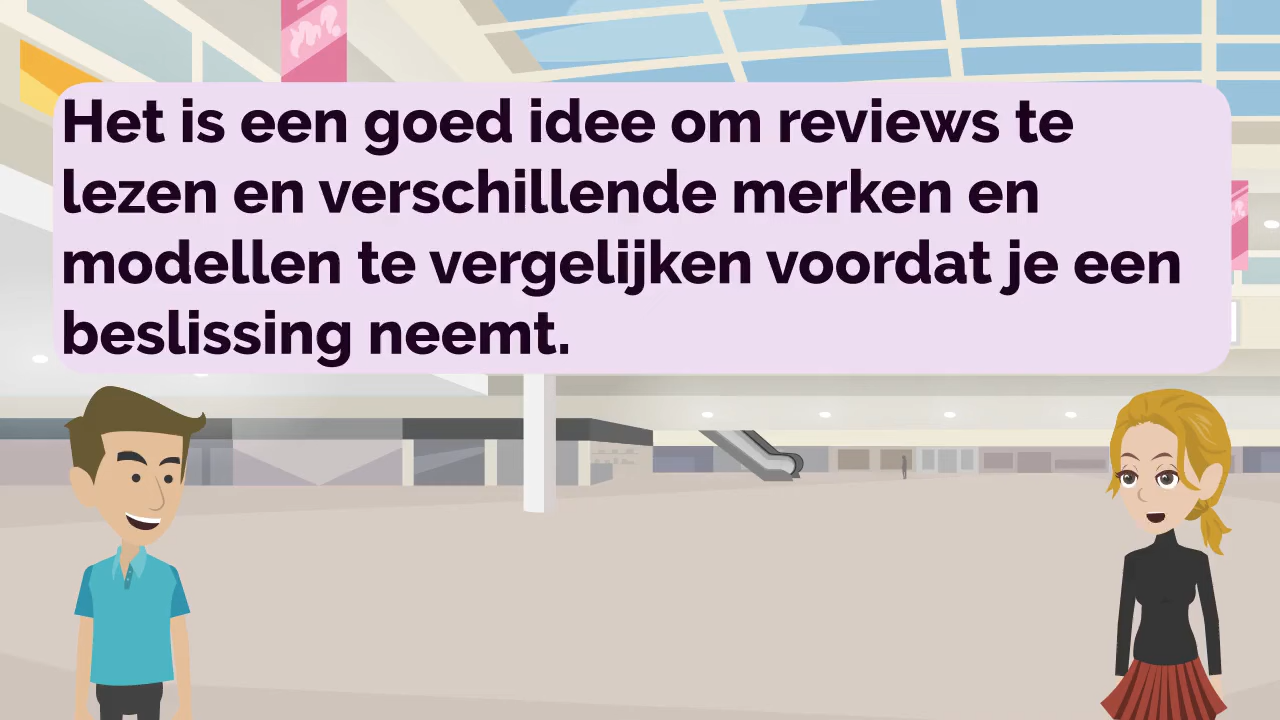 Het is een goed idee om reviews te
lezen en verschillende merken en
modellen te vergelijken voordat je een
beslissing neemt.